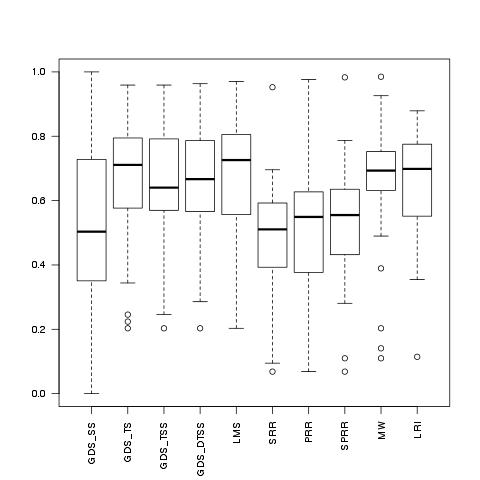 1.0
0.8
0.6
0.4
0.2
0.0
GDS_SS
GDS_TS
GDS_TSS
GDS_DTSS
LMS
SRR
PRR
SPRR
MW
LRI